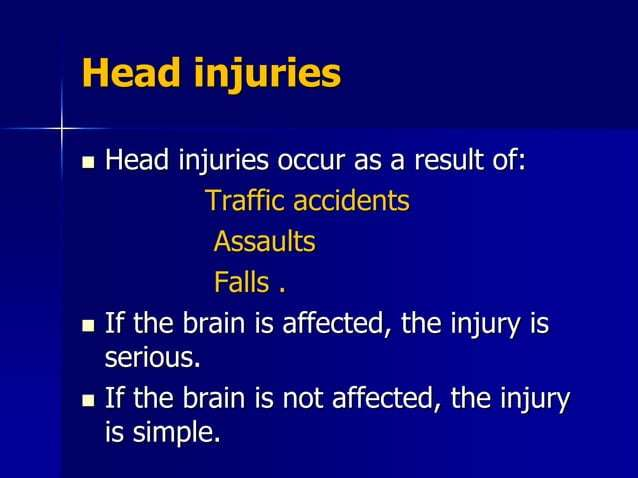 Head injuries
Head injuries occur as a result of:
Traffic accidents
Assaults
Falls .
If the brain is affected, the injury is
serious.
If the brain is not affected, the injury
is simple.